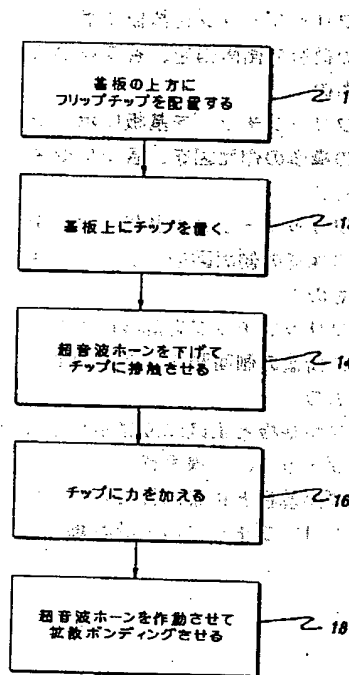 基板の上方に
フリップチップを配置する
基板上にチップを置く
超音波ホーンを下げて
チップに接触させる
14
チップに力を加える
16
超音波ホーンを作動させて
拡散ボンディングさせる
18